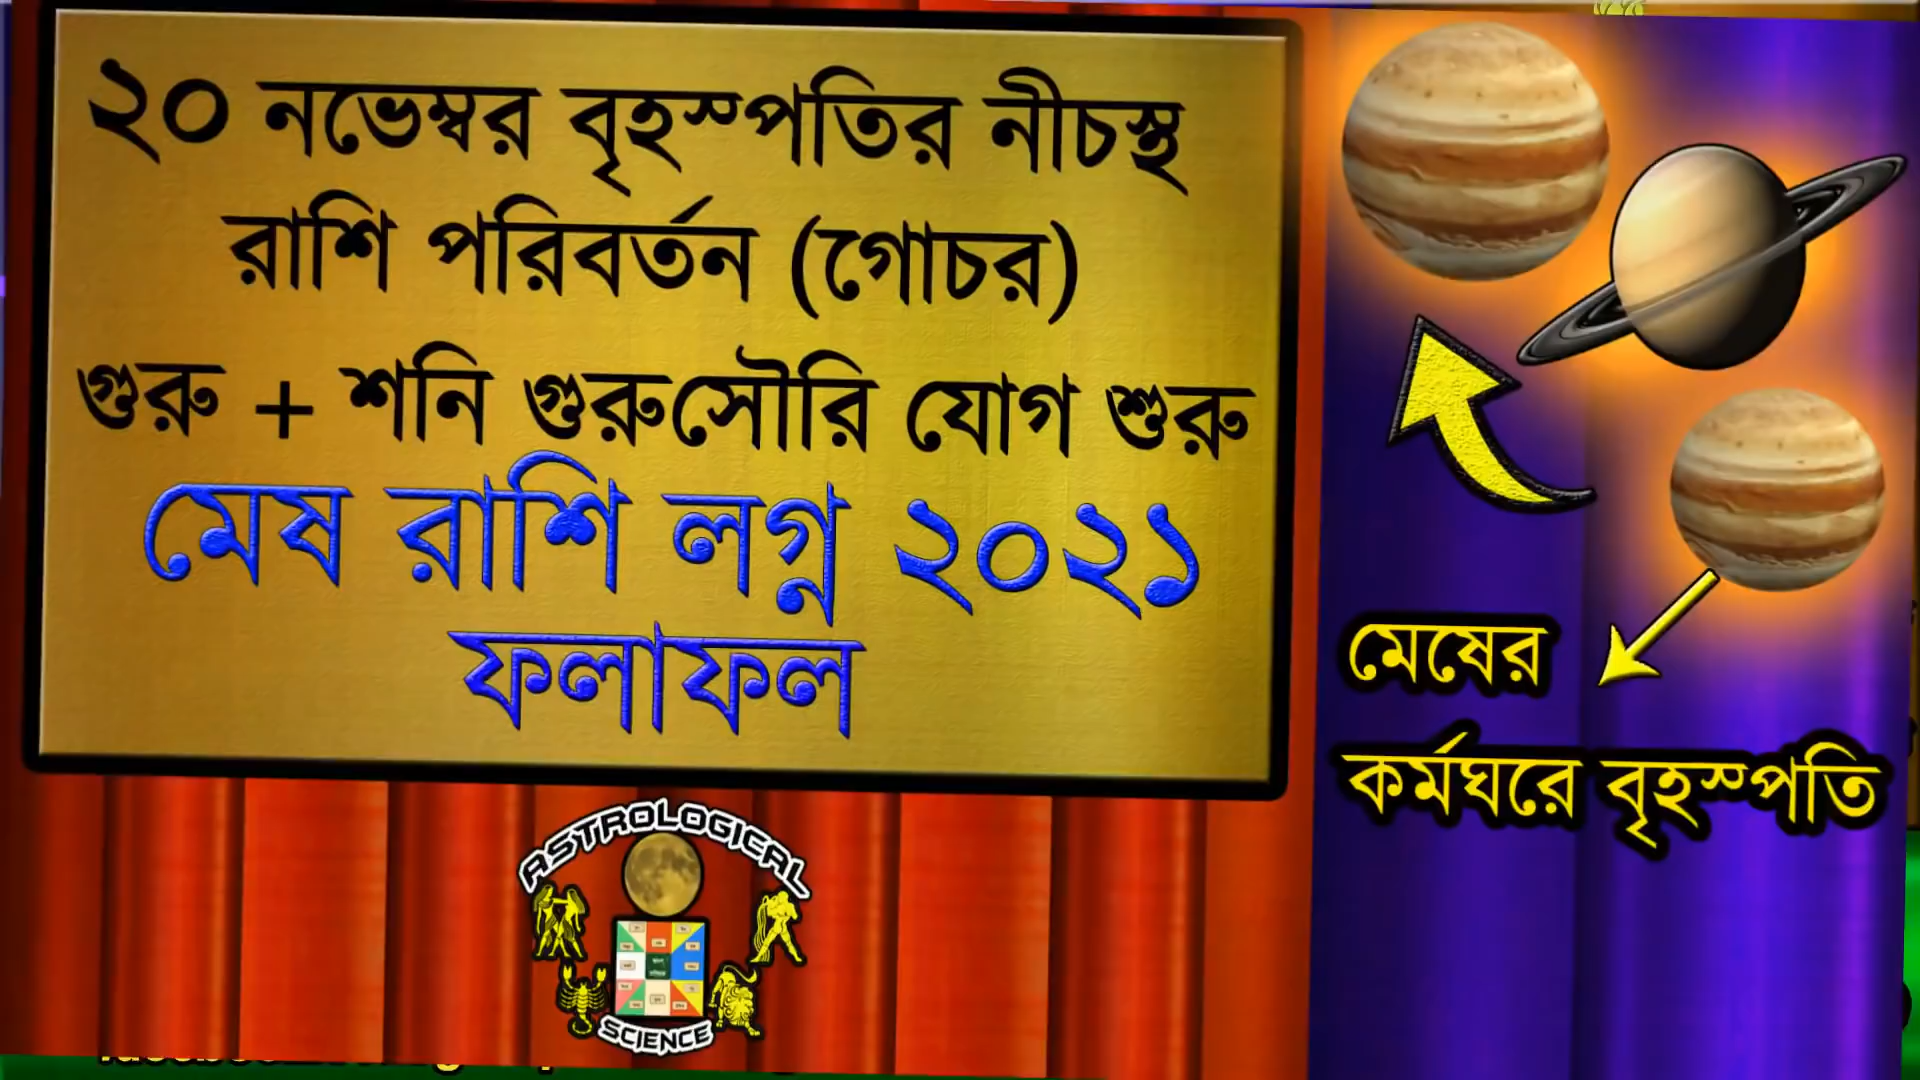 ২০ নভেম্বর বৃহস্পতির নীচস্থ
রাশি পরিবর্তন (গোচর)
গুরু + শনি গুরুসৌরি যোগ শুরু
মেষ রাশি লগ্ন ২০২১
ফলাফল
মেষের
কর্মঘরে বৃহস্পতি
ASTROLOGICAL
SCIENCE